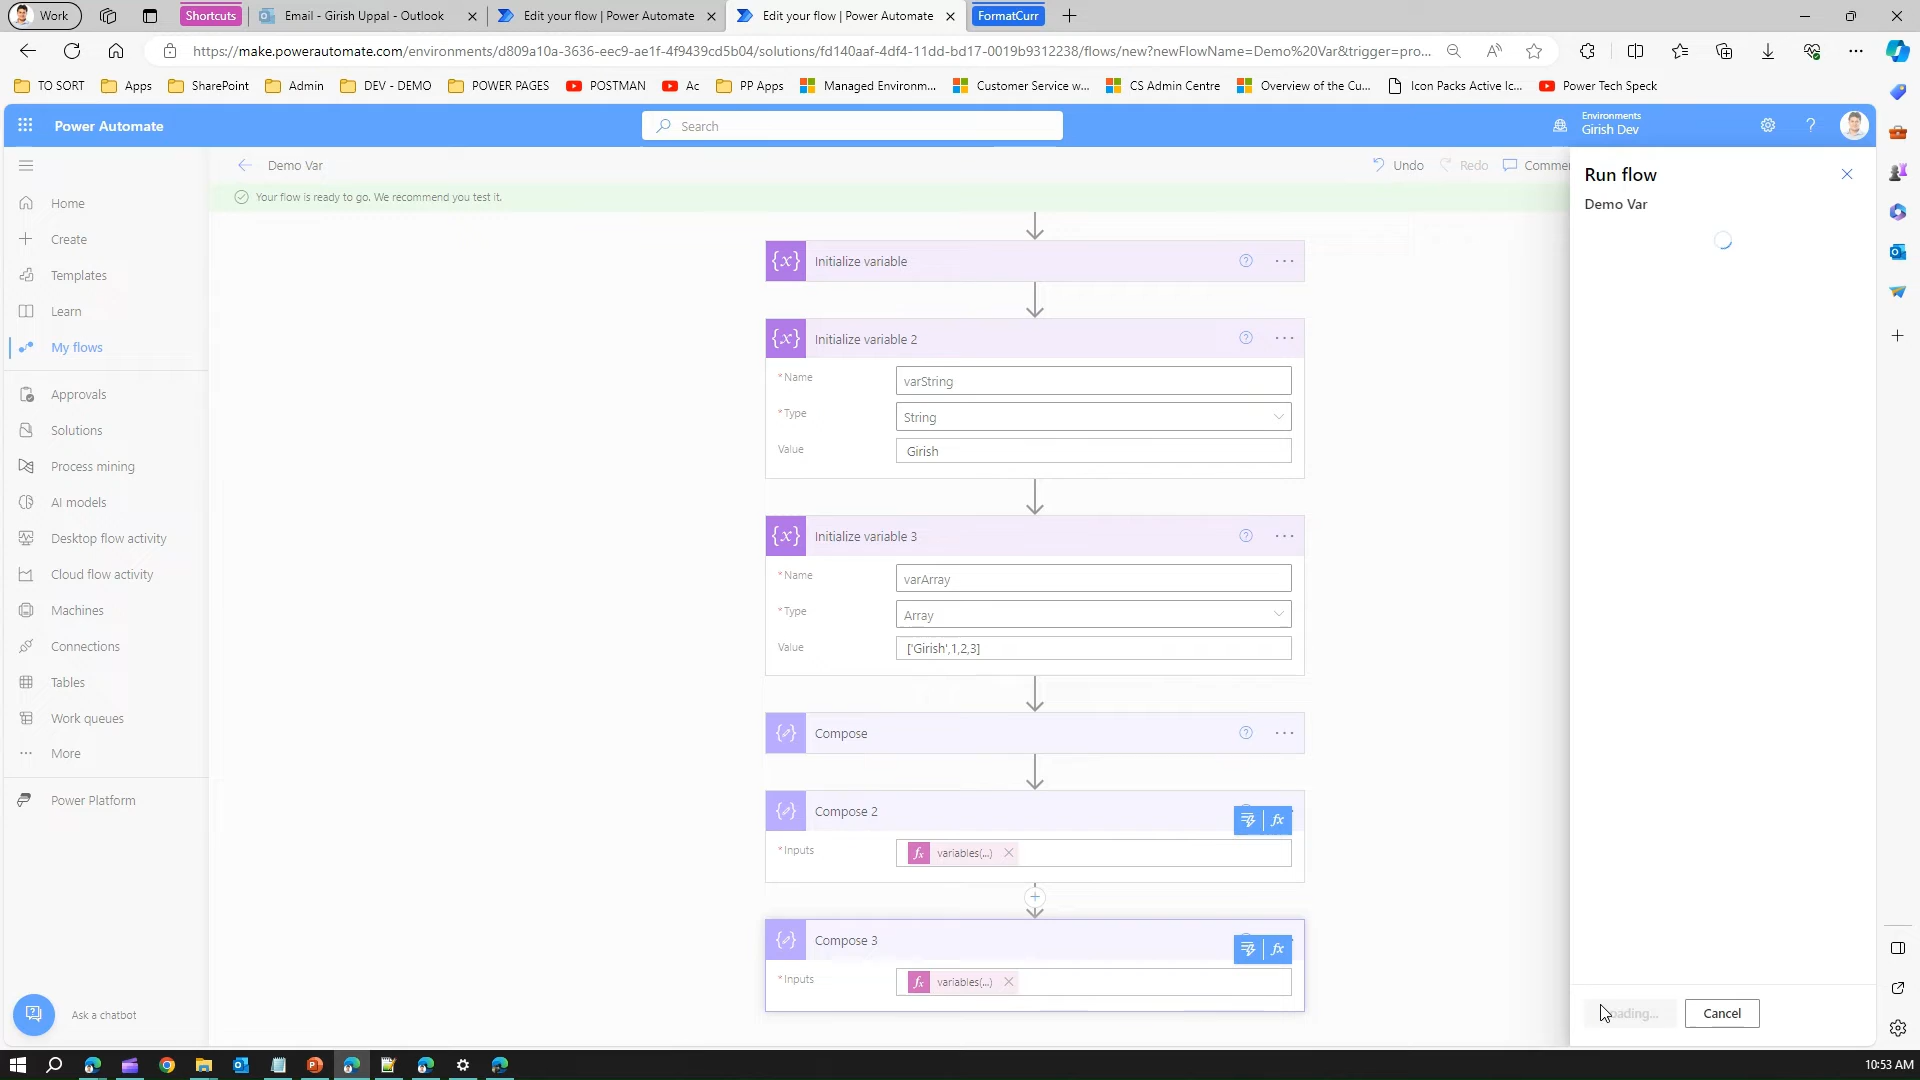 Work
Shortcuts
Email - Girish Uppal - Outlook
Edit your flow | Power Automate
Edit your flow | Power Automate
FormatCurr
https://make.powerautomate.com/environments/d809a10a-3636-eec9-ae1f-4f9439cd5b04/solutions/fd140aaf-4df4-11dd-bd17-0019b9312238/flows/new?newFlowName=Demo%20Var&trigger=pro...
TO SORT
Apps
SharePoint
Admin
DEV - DEMO
POWER PAGES
POSTMAN
Ac
PP Apps
Managed Environm...
Customer Service w...
CS Admin Centre
Overview of the Cu...
Icon Packs Active Ic...
Power Tech Speck
Power Automate
Search
Environments
Girish Dev
Demo Var
Undo
Redo
Comme
Your flow is ready to go. We recommend you test it.
Home
Create
Templates
Learn
My flows
Approvals
Solutions
Process mining
AI models
Desktop flow activity
Cloud flow activity
Machines
Connections
Tables
Work queues
More
Power Platform
Ask a chatbot
{x} Initialize variable
{x} Initialize variable 2
* Name varString
* Type String
Value Girish
{x} Initialize variable 3
* Name varArray
* Type Array
Value ['Girish',1,2,3]
Compose
Compose 2
fx
* Inputs fx variables(...)
Compose 3
fx
* Inputs fx variables(...)
Run flow
Demo Var
Cancel
10:53 AM